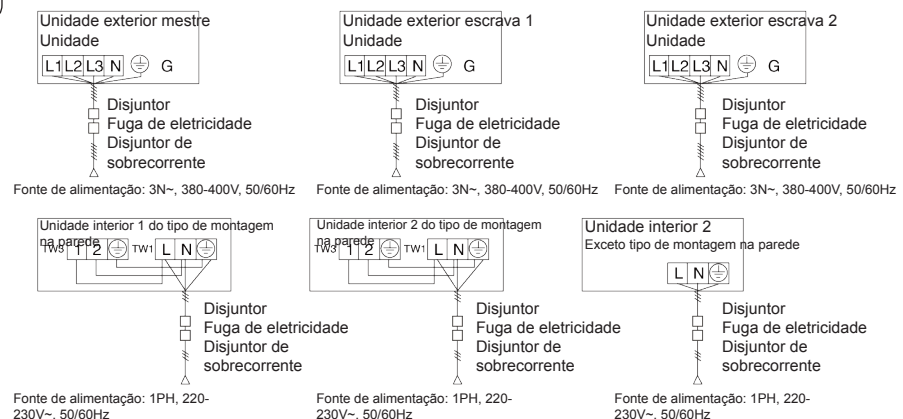 Unidade exterior mestre
Unidade
L1 L2 L3 N G
Disjuntor
Fuga de eletricidade
Disjuntor de
sobrecorrente
Fonte de alimentação: 3N~, 380-400V, 50/60Hz
Unidade exterior escrava 1
Unidade
L1 L2 L3 N G
Disjuntor
Fuga de eletricidade
Disjuntor de
sobrecorrente
Fonte de alimentação: 3N~, 380-400V, 50/60Hz
Unidade exterior escrava 2
Unidade
L1 L2 L3 N G
Disjuntor
Fuga de eletricidade
Disjuntor de
sobrecorrente
Fonte de alimentação: 3N~, 380-400V, 50/60Hz
Unidade interior 1 do tipo de montagem
na parede
TW3 1 2 TW1 L N
Disjuntor
Fuga de eletricidade
Disjuntor de
sobrecorrente
Fonte de alimentação: 1PH, 220-
230V~, 50/60Hz
Unidade interior 2 do tipo de montagem
na parede
TW3 1 2 TW1 L N
Disjuntor
Fuga de eletricidade
Disjuntor de
sobrecorrente
Fonte de alimentação: 1PH, 220-
230V~, 50/60Hz
Unidade interior 2
Exceto tipo de montagem na parede
L N
Disjuntor
Fuga de eletricidade
Disjuntor de
sobrecorrente
Fonte de alimentação: 1PH, 220-
230V~, 50/60Hz